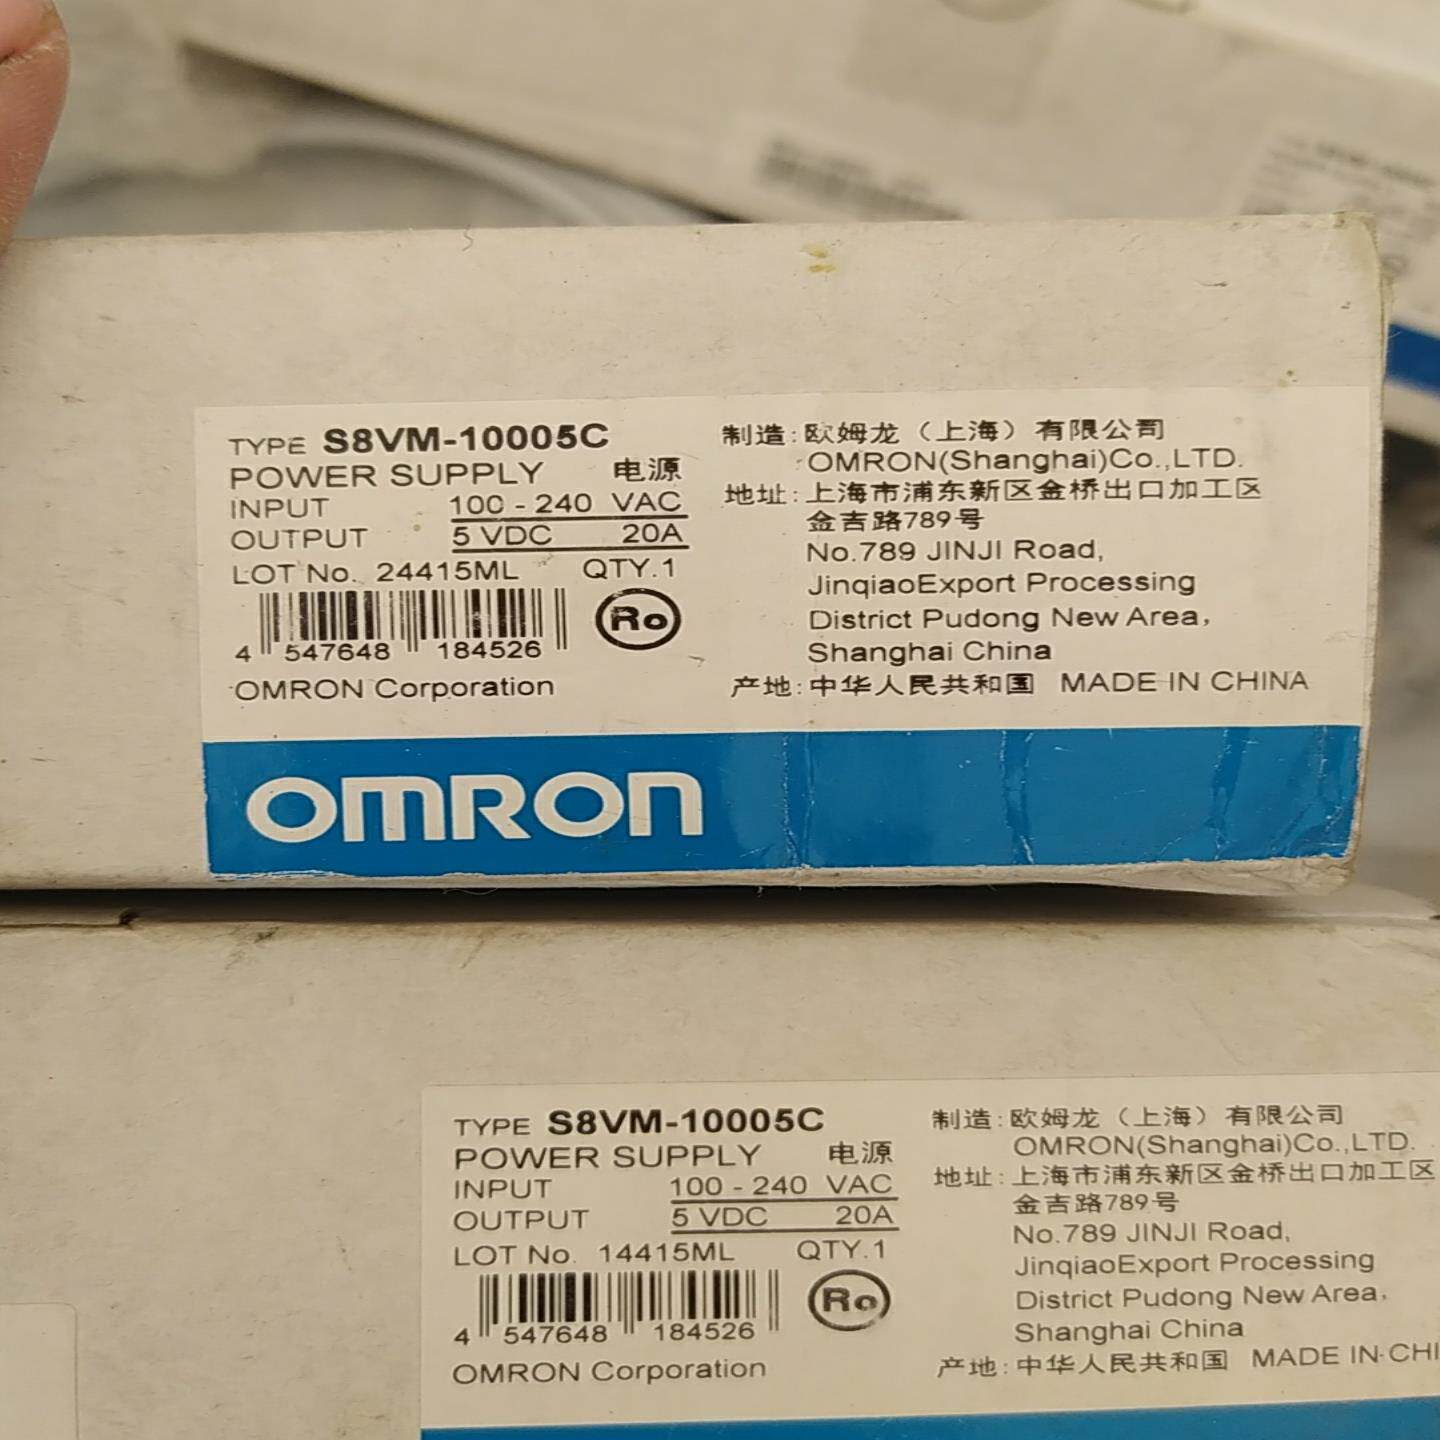 TYPE S8VM-10005C
POWER SUPPLY 电源
INPUT 100 - 240 VAC
OUTPUT 5 VDC 20A
LOT No. 24415ML QTY.1
Ro
4 547648 184526
OMRON Corporation
制造:欧姆龙（上海）有限公司
OMRON(Shanghai)Co.,LTD.
地址:上海市浦东新区金桥出口加工区
金吉路789号
No.789 JINJI Road,
JinqiaoExport Processing
District Pudong New Area,
Shanghai China
产地:中华人民共和国 MADE IN CHINA
OMRON
TYPE S8VM-10005C
POWER SUPPLY 电源
INPUT 100 - 240 VAC
OUTPUT 5 VDC 20A
LOT No. 14415ML QTY.1
Ro
4 547648 184526
OMRON Corporation
制造:欧姆龙（上海）有限公司
OMRON(Shanghai)Co.,LTD.
地址:上海市浦东新区金桥出口加工区
金吉路789号
No.789 JINJI Road,
JinqiaoExport Processing
District Pudong New Area,
Shanghai China
产地:中华人民共和国 MADE IN CHI